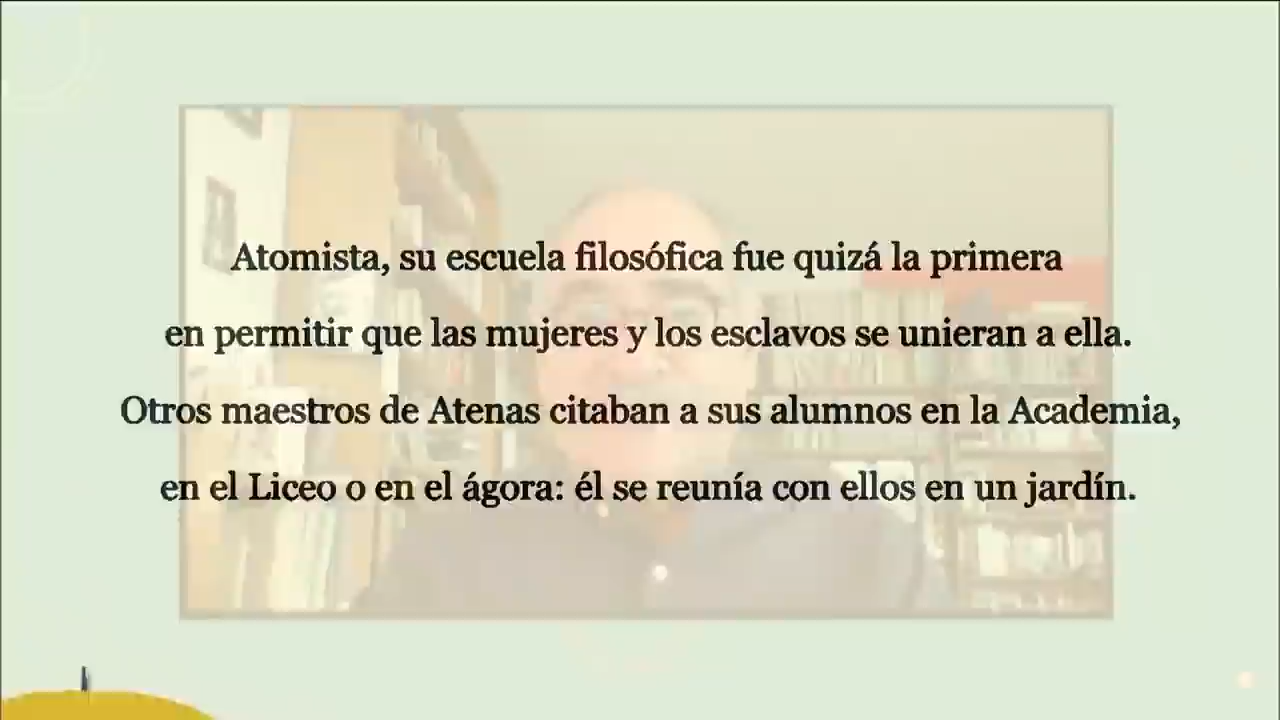 Atomista, su escuela filosófica fue quizá la primera
en permitir que las mujeres y los esclavos se unieran a ella.
Otros maestros de Atenas citaban a sus alumnos en la Academia,
en el Liceo o en el ágora: él se reunía con ellos en un jardín.